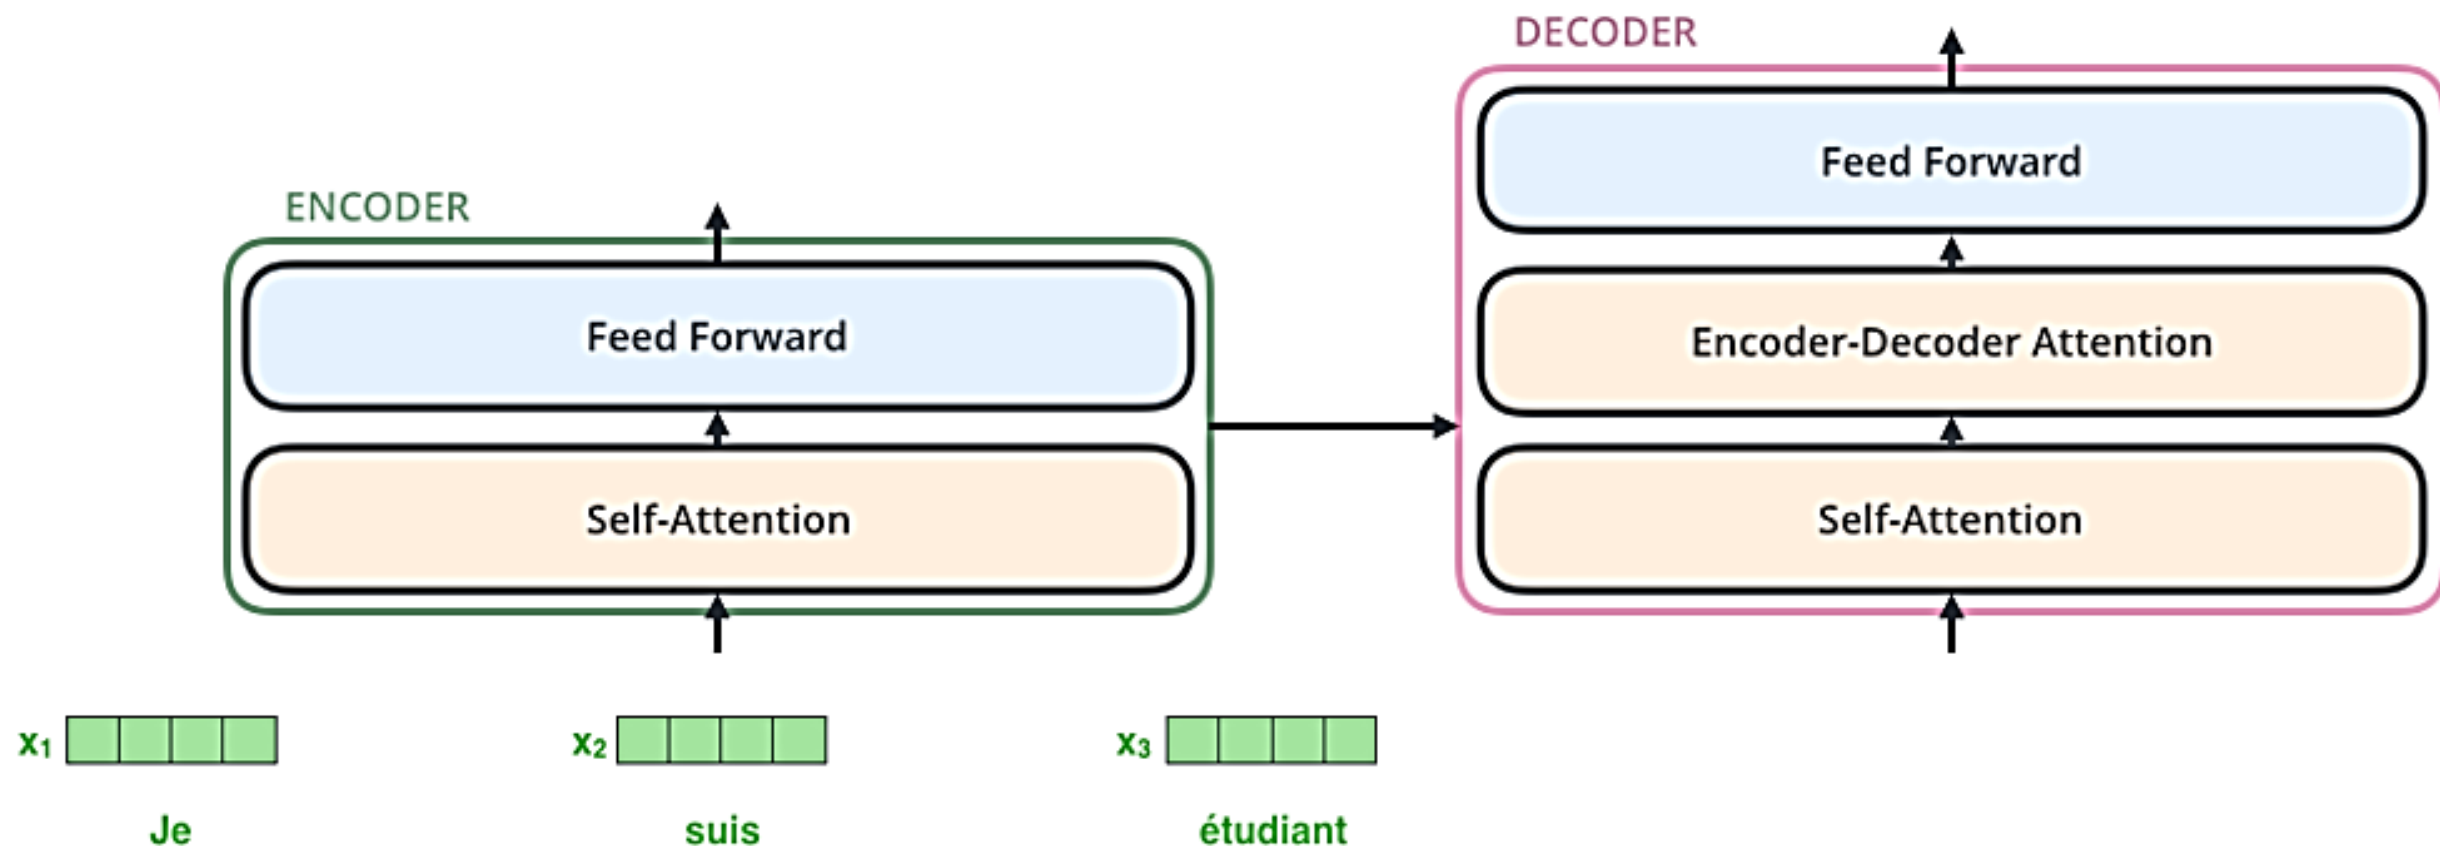 DECODER
Feed Forward
ENCODER
Feed Forward
Encoder-Decoder Attention
Self-Attention
Self-Attention
x₁
x₂
x₃
Je
suis
étudiant